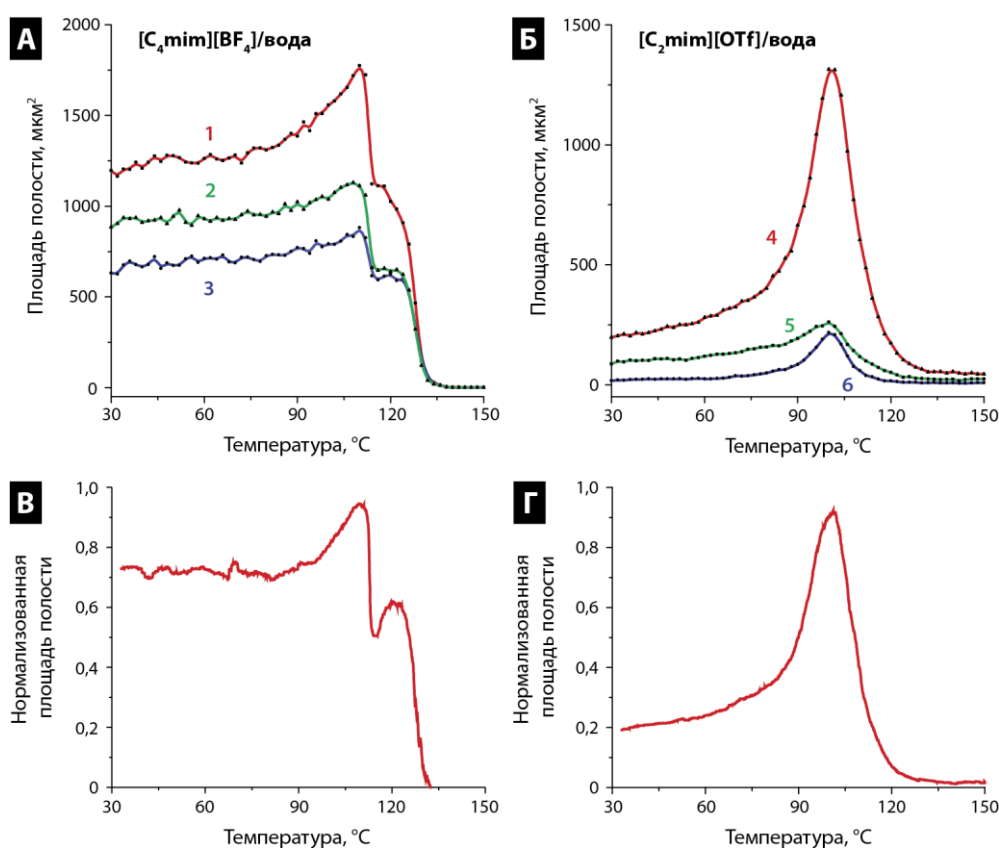 А
[C₄mim][BF₄]/вода
Площадь полости, мкм²
2000
1500
1000
500
0
1
2
3
30
60
90
120
150
Температура, °C
Б
[C₂mim][OTf]/вода
Площадь полости, мкм²
1500
1000
500
0
4
5
6
30
60
90
120
150
Температура, °C
В
Нормализованная
площадь полости
1,0
0,8
0,6
0,4
0,2
0
30
60
90
120
150
Температура, °C
Г
Нормализованная
площадь полости
1,0
0,8
0,6
0,4
0,2
0
30
60
90
120
150
Температура, °C